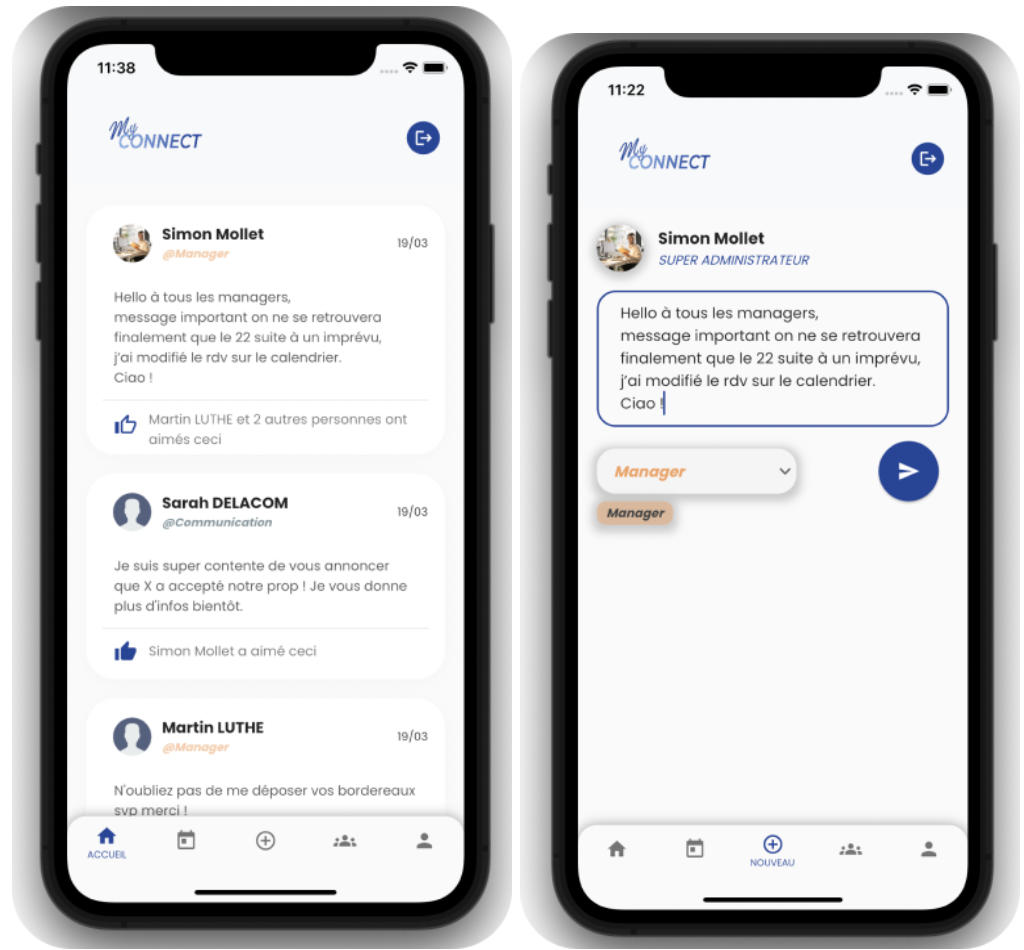 11:38
My
CONNECT
Simon Mollet
@Manager
19/03
Hello à tous les managers,
message important on ne se retrouvera
finalement que le 22 suite à un imprévu,
j'ai modifié le rdv sur le calendrier.
Ciao !
Martin LUTHE et 2 autres personnes ont
aimés ceci
Sarah DELACOM
@Communication
19/03
Je suis super contente de vous annoncer
que X a accepté notre prop ! Je vous donne
plus d'infos bientôt.
Simon Mollet a aimé ceci
Martin LUTHE
@Manager
19/03
N'oubliez pas de me déposer vos bordereaux
svp merci !
ACCUEIL
11:22
My
CONNECT
Simon Mollet
SUPER ADMINISTRATEUR
Hello à tous les managers,
message important on ne se retrouvera
finalement que le 22 suite à un imprévu,
j'ai modifié le rdv sur le calendrier.
Ciao !
Manager
Manager
NOUVEAU